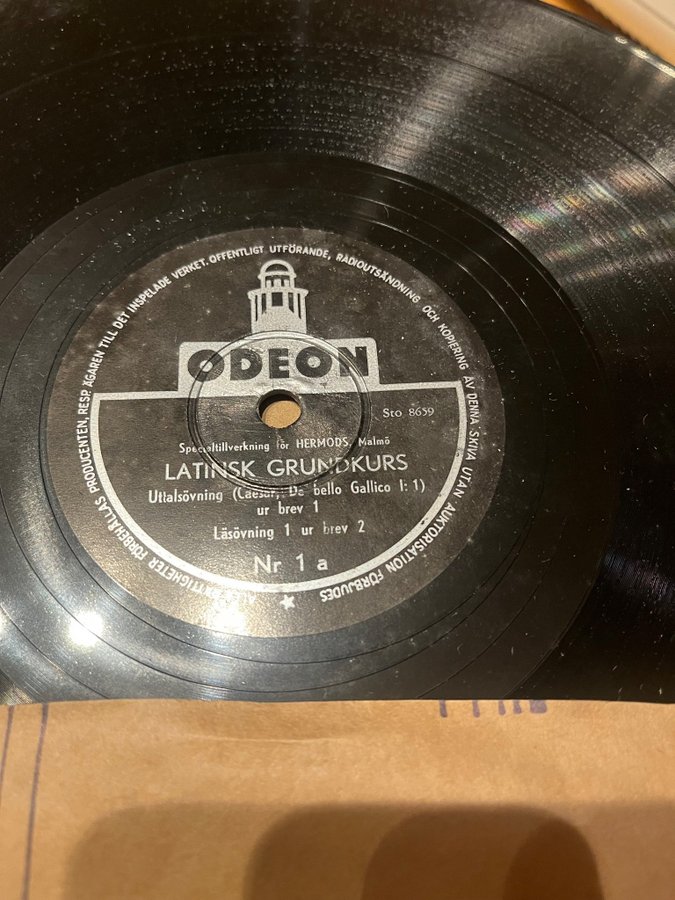 ODEON
Sto 8659
Specialtillverkning för HERMODS, Malmö
LATINSK GRUNDKURS
Uttalsövning (Caesar, De bello Gallico I: 1)
ur brev 1
Läsövning 1 ur brev 2
Nr 1 a
RÄTTIGHETER FÖRBEHÅLLAS PRODUCENTEN, RESP. ÄGAREN TILL DET INSPELADE VERKET. OFFENTLIGT UTFÖRANDE, RADIOUTSÄNDNING OCH KOPIERING AV DENNA SKIVA UTAN AUKTORISATION FÖRBJUDES